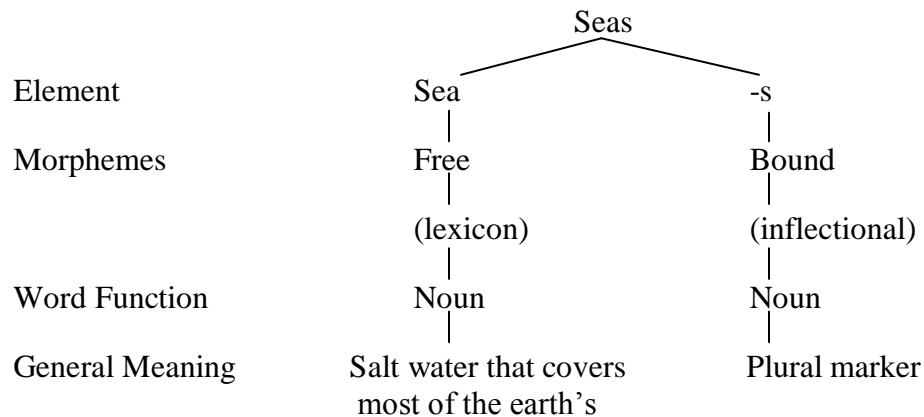 Seas
Element Sea -s
Morphemes Free Bound
(lexicon) (inflectional)
Word Function Noun Noun
General Meaning Salt water that covers Plural marker
most of the earth’s